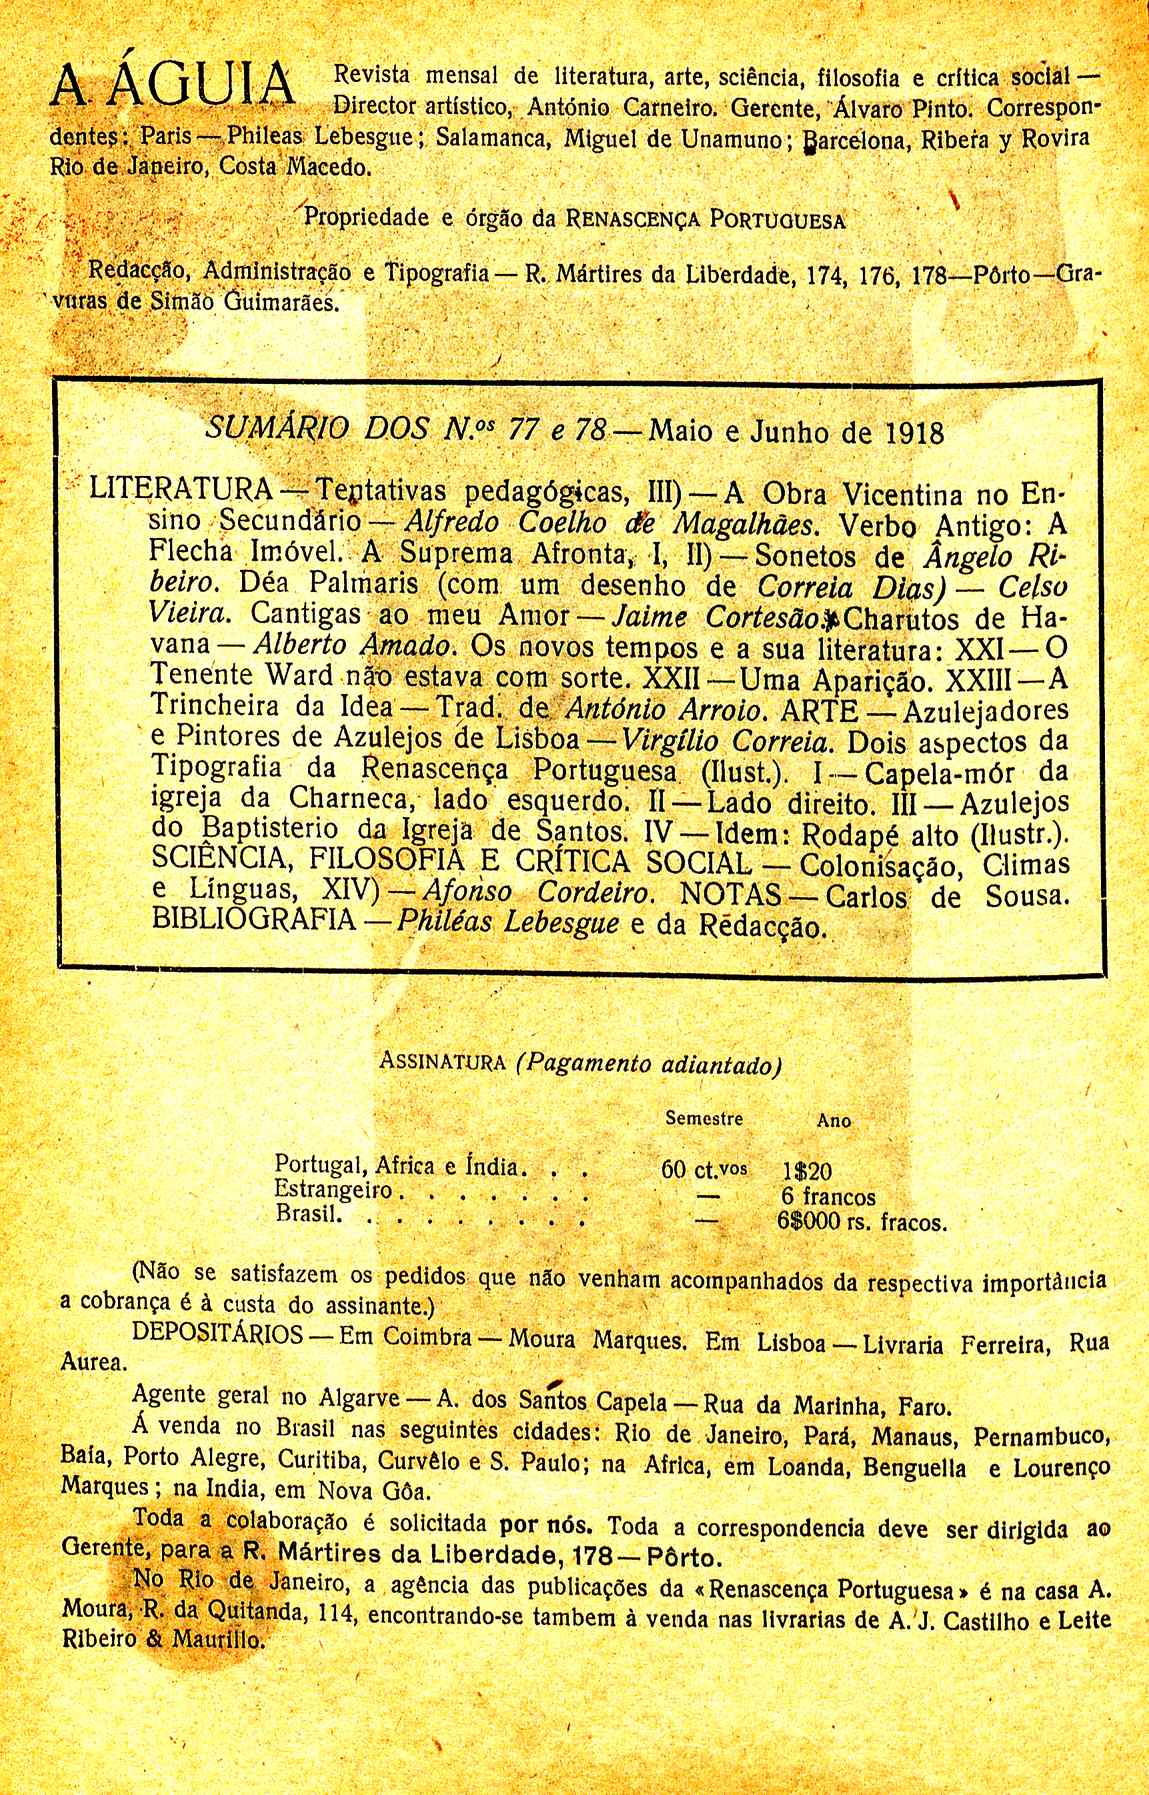 A ÁGUIA Revista mensal de literatura, arte, sciência, filosofia e crítica social —
Director artístico, António Carneiro. Gerente, Álvaro Pinto. Correspon-
dentes: Paris — Phileas Lebesgue; Salamanca, Miguel de Unamuno; Barcelona, Ribera y Rovira
Rio de Janeiro, Costa Macedo.
Propriedade e órgão da RENASCENÇA PORTUGUESA
Redacção, Administração e Tipografia — R. Mártires da Liberdade, 174, 176, 178—Pôrto—Gra-
vuras de Simão Guimarães.
SUMÁRIO DOS N.os 77 e 78 — Maio e Junho de 1918
LITERATURA — Tentativas pedagógicas, III) — A Obra Vicentina no En-
sino Secundário — Alfredo Coelho de Magalhães. Verbo Antigo: A
Flecha Imóvel. A Suprema Afronta, I, II) — Sonetos de Ângelo Ri-
beiro. Déa Palmaris (com um desenho de Correia Dias) — Celso
Vieira. Cantigas ao meu Amor — Jaime Cortesão. Charutos de Ha-
vana — Alberto Amado. Os novos tempos e a sua literatura: XXI — O
Tenente Ward não estava com sorte. XXII — Uma Aparição. XXIII — A
Trincheira da Idea — Trad. de António Arroio. ARTE — Azulejadores
e Pintores de Azulejos de Lisboa — Virgílio Correia. Dois aspectos da
Tipografia da Renascença Portuguesa (Ilust.). I — Capela-mór da
igreja da Charneca, lado esquerdo. II — Lado direito. III — Azulejos
do Baptisterio da Igreja de Santos. IV — Idem: Rodapé alto (Ilustr.).
SCIÊNCIA, FILOSOFIA E CRÍTICA SOCIAL — Colonisação, Climas
e Línguas, XIV) — Afonso Cordeiro. NOTAS — Carlos de Sousa.
BIBLIOGRAFIA — Philéas Lebesgue e da Redacção.
ASSINATURA (Pagamento adiantado)
Semestre Ano
Portugal, Africa e Índia. . . 60 ct.vos 1$20
Estrangeiro. . . . . . . — 6 francos
Brasil. . . . . . . . . — 6$000 rs. fracos.
(Não se satisfazem os pedidos que não venham acompanhados da respectiva importância
a cobrança é à custa do assinante.)
DEPOSITÁRIOS — Em Coimbra — Moura Marques. Em Lisboa — Livraria Ferreira, Rua
Aurea.
Agente geral no Algarve — A. dos Santos Capela — Rua da Marinha, Faro.
Á venda no Brasil nas seguintes cidades: Rio de Janeiro, Pará, Manaus, Pernambuco,
Baía, Porto Alegre, Curitiba, Curvêlo e S. Paulo; na Africa, em Loanda, Benguella e Lourenço
Marques; na India, em Nova Gôa.
Toda a colaboração é solicitada por nós. Toda a correspondencia deve ser dirigida ao
Gerente, para a R. Mártires da Liberdade, 178 — Pôrto.
No Rio de Janeiro, a agência das publicações da «Renascença Portuguesa» é na casa A.
Moura, R. da Quitanda, 114, encontrando-se tambem à venda nas livrarias de A. J. Castilho e Leite
Ribeiro & Maurillo.